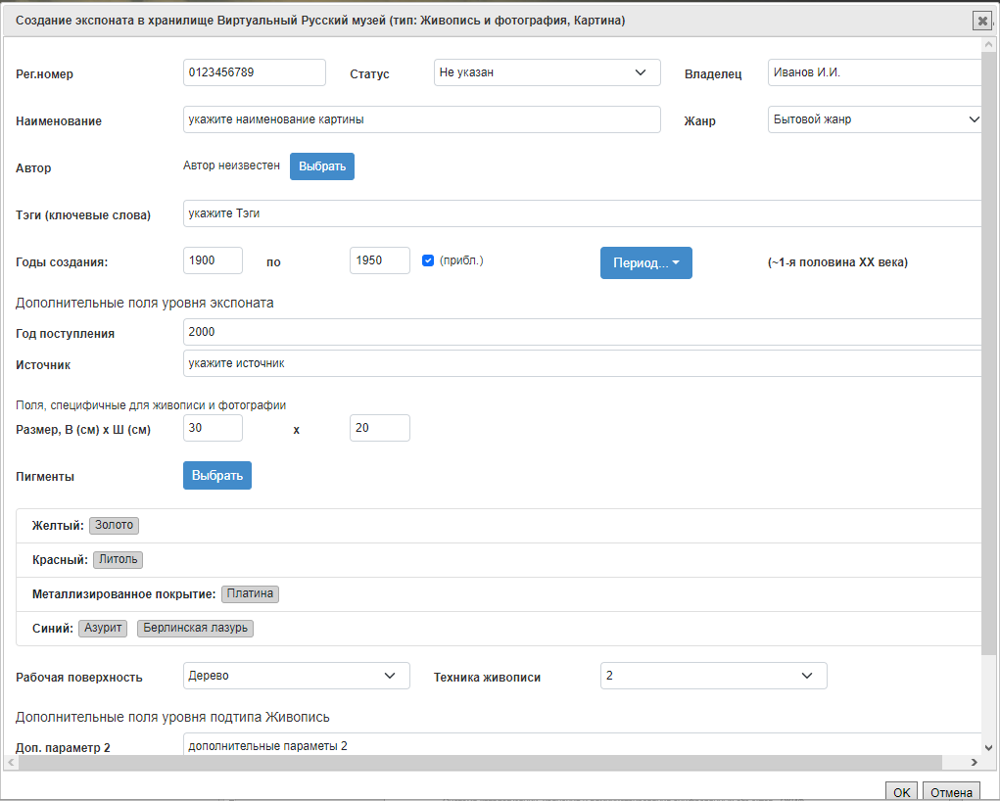 Создание экспоната в хранилище Виртуальный Русский музей (тип: Живопись и фотография, Картина)
Рег.номер 0123456789 Статус Не указан Владелец Иванов И.И.
Наименование укажите наименование картины Жанр Бытовой жанр
Автор Автор неизвестен Выбрать
Тэги (ключевые слова) укажите Тэги
Годы создания: 1900 по 1950 (прибл.) Период... (~1-я половина XX века)
Дополнительные поля уровня экспоната
Год поступления 2000
Источник укажите источник
Поля, специфичные для живописи и фотографии
Размер, В (см) x Ш (см) 30 x 20
Пигменты Выбрать
Желтый: Золото
Красный: Литоль
Металлизированное покрытие: Платина
Синий: Азурит Берлинская лазурь
Рабочая поверхность Дерево Техника живописи 2
Дополнительные поля уровня подтипа Живопись
Доп. параметр 2 дополнительные параметы 2
OK Отмена